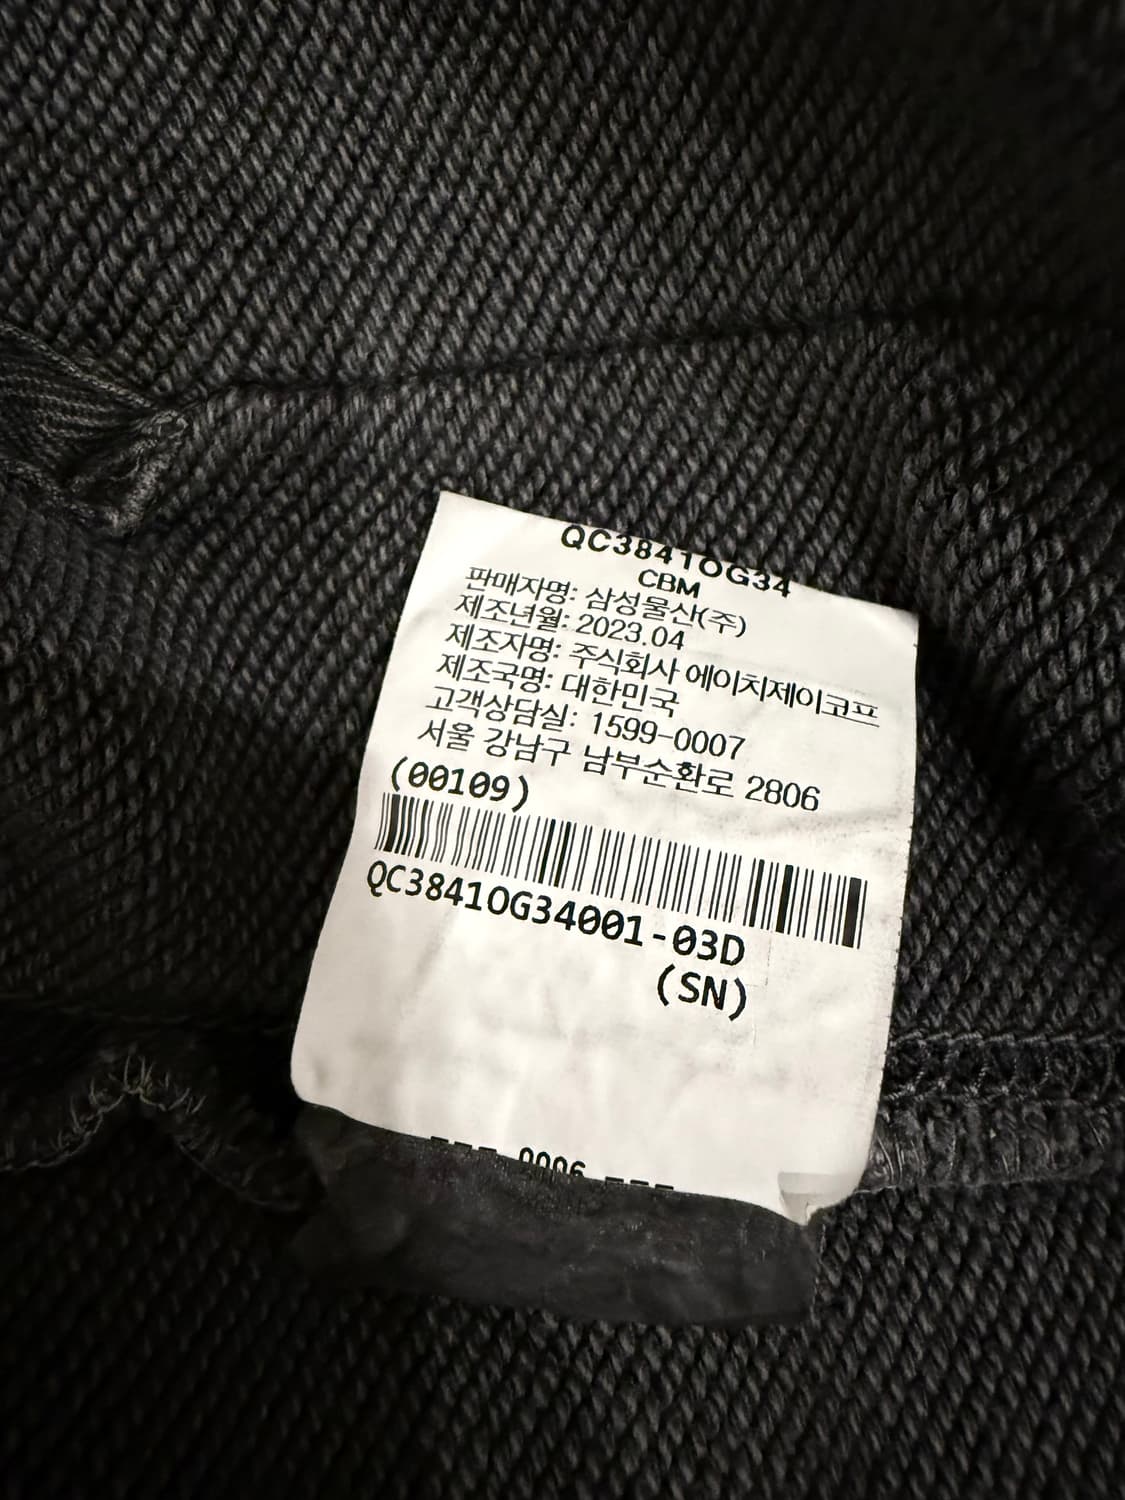 QC3841OG34
CBM
판매자명: 삼성물산(주)
제조년월: 2023.04
제조자명: 주식회사 에이치제이코프
제조국명: 대한민국
고객상담실: 1599-0007
서울 강남구 남부순환로 2806
(00109)
QC3841OG34001-03D
(SN)
--- 0006 ---